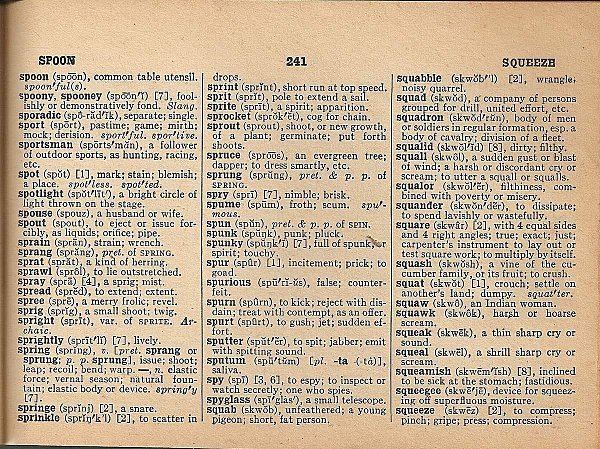 SPOON
241
SQUEEZE
spoon (spōōn), common table utensil.
spoon′ful(s).
spoony, spooney (spōōn′ĭ) [7], fool-
ishly or demonstratively fond. Slang.
sporadic (spô-răd′ĭk), separate; single.
sport (spōrt), pastime; game; mirth;
mock; derision. sport′ful. spor′tive.
sportsman (spōrts′mán), a follower
of outdoor sports, as hunting, racing,
etc.
spot (spŏt) [1], mark; stain; blemish;
a place. spot′less. spot′ted.
spotlight (spŏt′līt′), a bright circle of
light thrown on the stage.
spouse (spouz), a husband or wife.
spout (spout), to eject, or issue for-
cibly, as liquids; orifice; pipe.
sprain (sprān), strain; wrench.
sprang (sprăng), pret. of SPRING.
sprat (sprăt), a kind of herring.
sprawl (sprôl), to lie outstretched.
spray (sprā) [4], a sprig; mist.
spread (sprĕd), to extend; extent.
spree (sprē), a merry frolic; revel.
sprig (sprĭg), a small shoot; twig.
spright (sprīt), var. of SPRITE. Ar-
chaic.
sprightly (sprīt′lĭ) [7], lively.
spring (sprĭng), v. [pret. sprang or
sprung; p. p. sprung], issue; shoot;
leap; recoil; bend; warp. —, n. elastic
force; vernal season; natural foun-
tain; elastic body or device. spring′y
[7].
springe (sprĭnj) [2], a snare.
sprinkle (sprĭŋ′k'l) [2], to scatter in
drops.
sprint (sprĭnt), short run at top speed.
sprit (sprĭt), pole to extend a sail.
sprite (sprīt), a spirit; apparition.
sprocket (sprŏk′ĕt), cog for chain.
sprout (sprout), shoot, or new growth,
of a plant; germinate; put forth
shoots.
spruce (sprōōs), an evergreen tree;
dapper; to dress smartly, etc.
sprung (sprŭng), pret. & p. p. of
SPRING.
spry (sprī) [7], nimble; brisk.
spume (spūm), froth; scum. spu′-
mous.
spun (spŭn), pret. & p. p. of SPIN.
spunk (spŭŋk), punk; pluck.
spunky (spŭŋk′ĭ) [7], full of spunk or
spirit; touchy.
spur (spûr) [1], incitement; prick; to
goad.
spurious (spū′rĭ-ŭs), false; counter-
feit.
spurn (spûrn), to kick; reject with dis-
dain; treat with contempt, as an offer.
spurt (spûrt), to gush; jet; sudden ef-
fort.
sputter (spŭt′ẽr), to spit; jabber; emit
with spitting sound.
sputum (spū′tŭm) [pl. -ta (-tá)],
saliva.
spy (spī) [3, 6], to espy; to inspect or
watch secretly; one who spies.
spyglass (spī′glás′), a small telescope.
squab (skwŏb), unfeathered; a young
pigeon; short, fat person.
squabble (skwŏb′'l) [2], wrangle;
noisy quarrel.
squad (skwŏd), a company of persons
grouped for drill, united effort, etc.
squadron (skwŏd′rŭn), body of men
or soldiers in regular formation, esp. a
body of cavalry; division of a fleet.
squalid (skwŏl′ĭd) [8], dirty; filthy.
squall (skwôl), a sudden gust or blast
of wind; a harsh or discordant cry or
scream; to utter a squall or squalls.
squalor (skwŏl′ẽr), filthiness, com-
bined with poverty or misery.
squander (skwŏn′dẽr), to dissipate;
to spend lavishly or wastefully.
square (skwâr) [2], with 4 equal sides
and 4 right angles; true; exact; just;
carpenter's instrument to lay out or
test square work; to multiply by itself.
squash (skwŏsh), a vine of the cu-
cumber family, or its fruit; to crush.
squat (skwŏt) [1], crouch; settle on
another's land; dumpy. squat′ter.
squaw (skwô), an Indian woman.
squawk (skwôk), harsh or hoarse
scream.
squeak (skwēk), a thin sharp cry or
sound.
squeal (skwēl), a shrill sharp cry or
scream
squeamish (skwēm′ĭsh) [8], inclined
to be sick at the stomach; fastidious.
squeegee (skwē′jē), device for squeez-
ing off superfluous moisture.
squeeze (skwēz) [2], to compress;
pinch; gripe; press; compression.